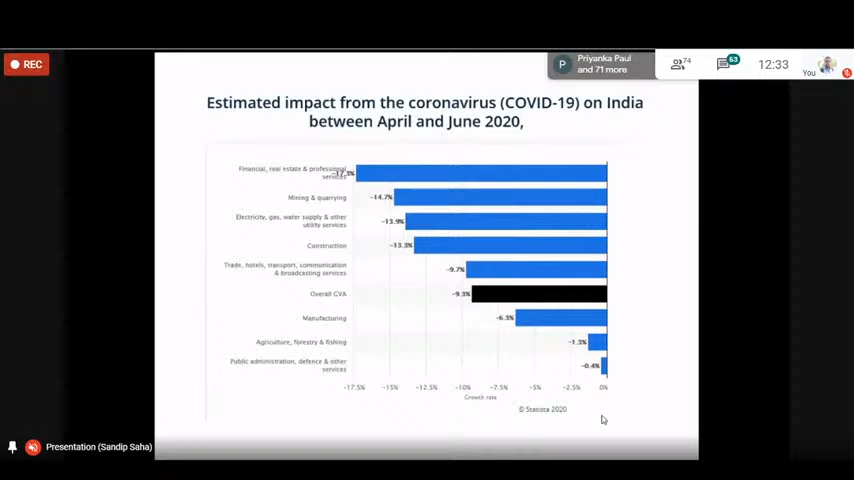 REC
P
Priyanka Paul
and 71 more
74
53
12:33
You
Estimated impact from the coronavirus (COVID-19) on India
between April and June 2020,
Financial, real estate & professional
services
-17.3%
Mining & quarrying
-14.7%
Electricity, gas, water supply & other
utility services
-13.9%
Construction
-13.3%
Trade, hotels, transport, communication
& broadcasting services
-9.7%
Overall GVA
-9.3%
Manufacturing
-6.3%
Agriculture, forestry & fishing
-1.3%
Public administration, defence & other
services
-0.4%
-17.5% -15% -12.5% -10% -7.5% -5% -2.5% 0%
Growth rate
© Statista 2020
Presentation (Sandip Saha)